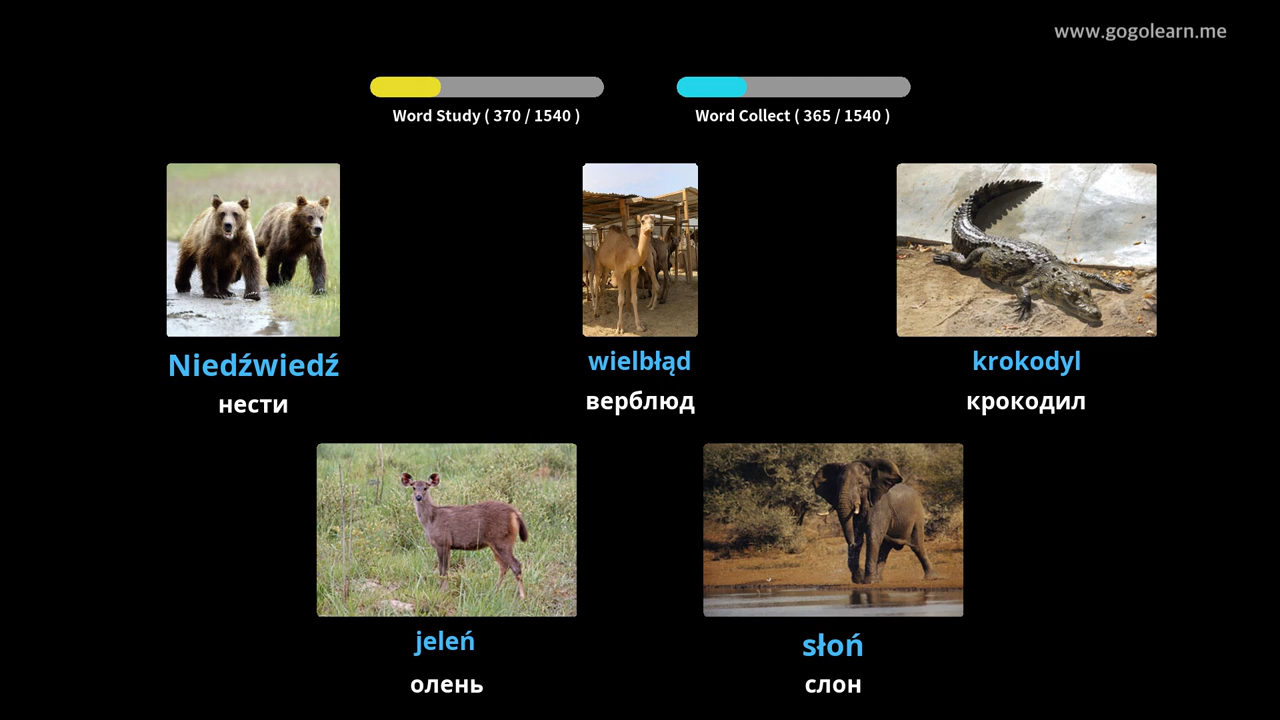 www.gogolearn.me
Word Study ( 370 / 1540 )
Word Collect ( 365 / 1540 )
Niedźwiedź
нести
wielbłąd
верблюд
krokodyl
крокодил
jeleń
олень
słoń
слон